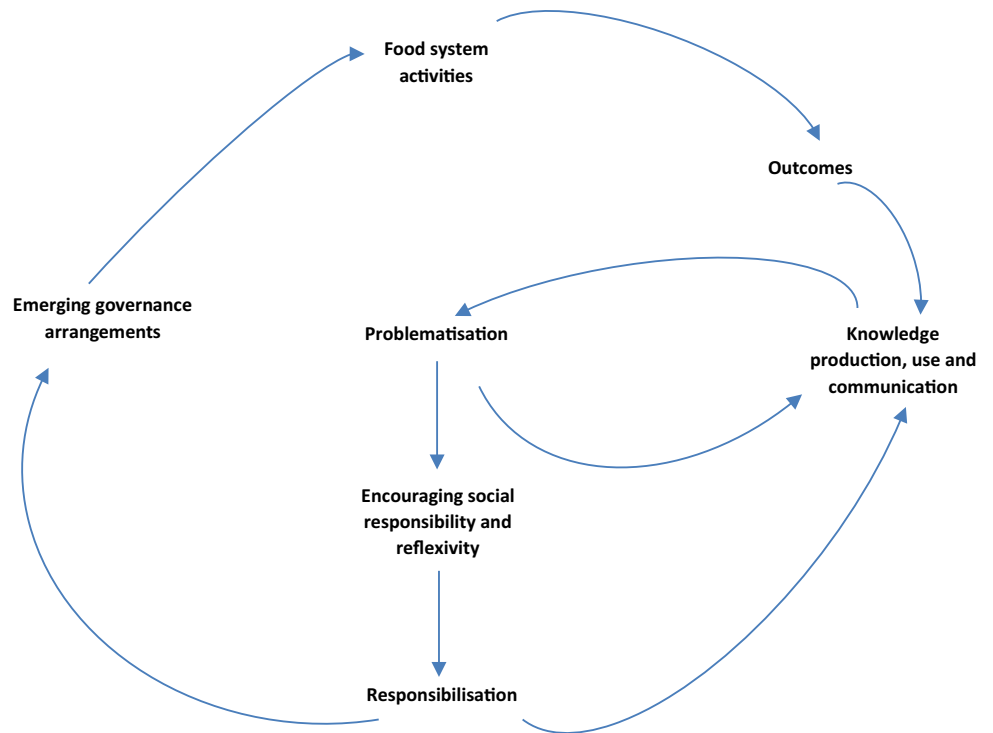 Food system
activities
Outcomes
Emerging governance
arrangements
Problematisation
Knowledge
production, use and
communication
Encouraging social
responsibility and
reflexivity
Responsibilisation